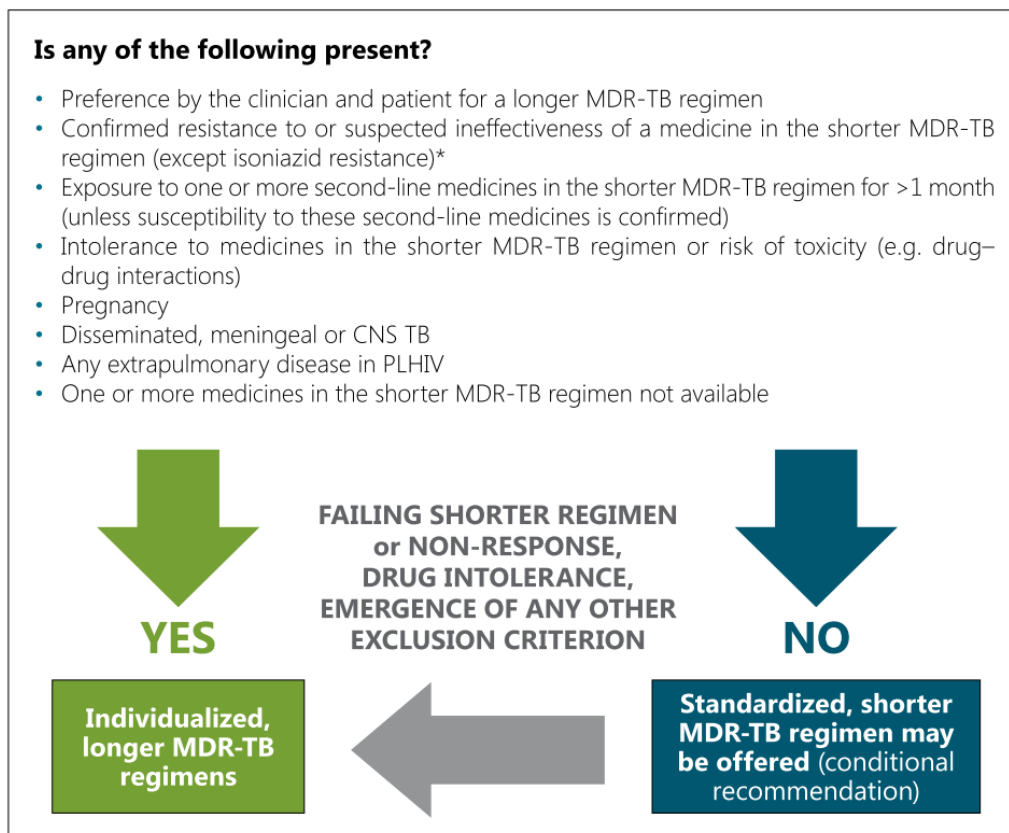 Is any of the following present?
• Preference by the clinician and patient for a longer MDR-TB regimen
• Confirmed resistance to or suspected ineffectiveness of a medicine in the shorter MDR-TB
regimen (except isoniazid resistance)*
• Exposure to one or more second-line medicines in the shorter MDR-TB regimen for >1 month
(unless susceptibility to these second-line medicines is confirmed)
• Intolerance to medicines in the shorter MDR-TB regimen or risk of toxicity (e.g. drug–
drug interactions)
• Pregnancy
• Disseminated, meningeal or CNS TB
• Any extrapulmonary disease in PLHIV
• One or more medicines in the shorter MDR-TB regimen not available
FAILING SHORTER REGIMEN
or NON-RESPONSE,
DRUG INTOLERANCE,
EMERGENCE OF ANY OTHER
EXCLUSION CRITERION
YES
NO
Individualized,
longer MDR-TB
regimens
Standardized, shorter
MDR-TB regimen may
be offered (conditional
recommendation)